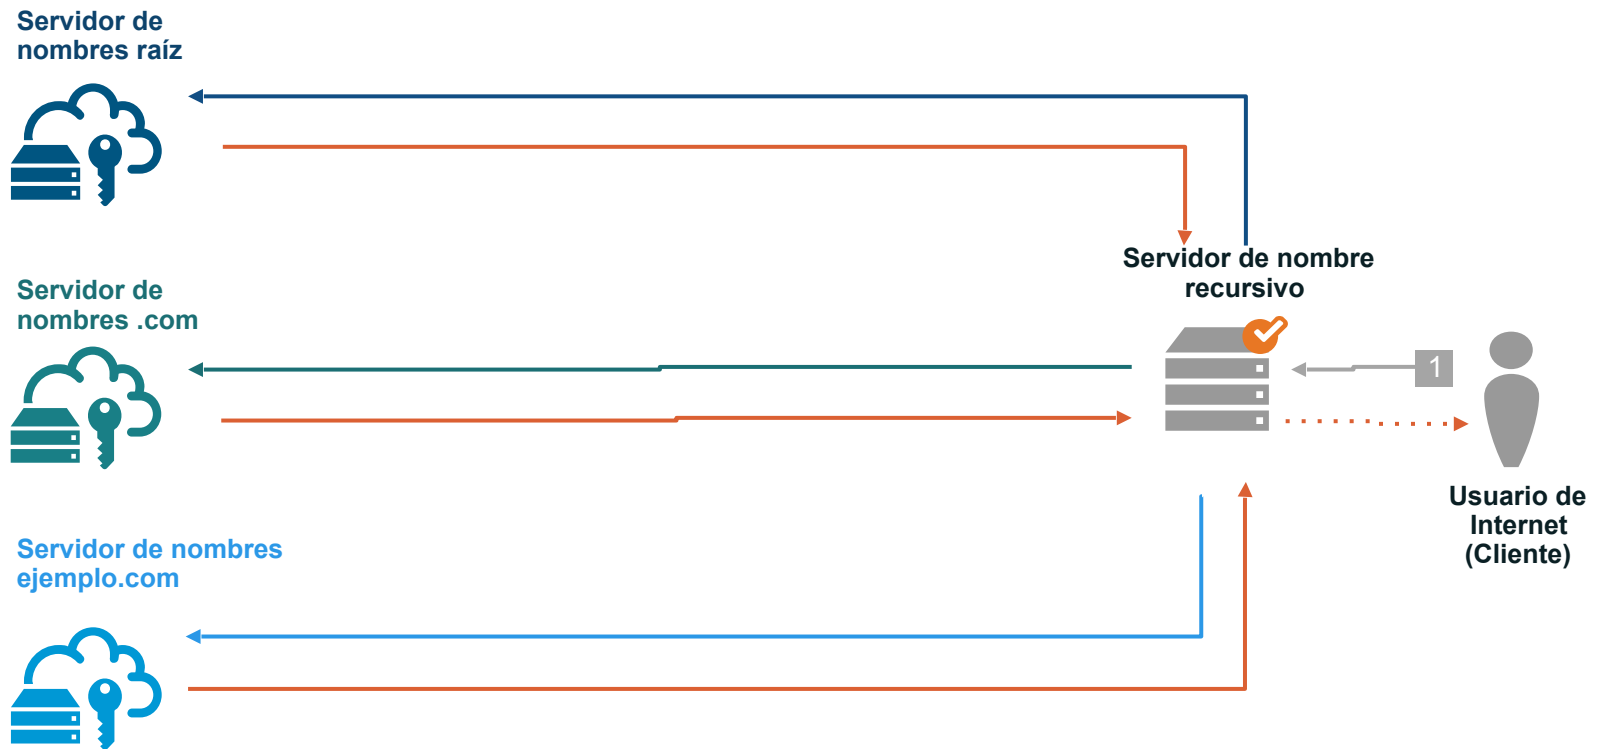 Servidor de
nombres raíz
Servidor de nombre
recursivo
Servidor de
nombres .com
1
Usuario de
Internet
(Cliente)
Servidor de nombres
ejemplo.com